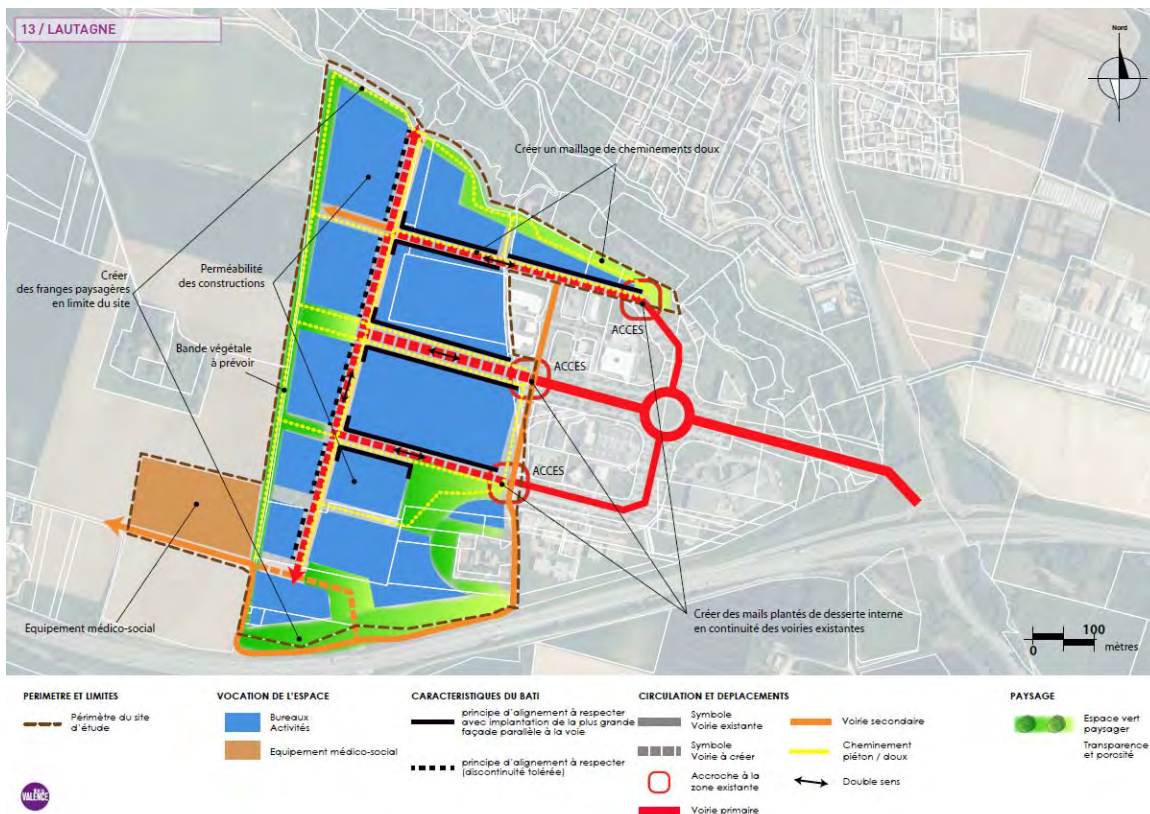 13 / LAUTAGNE
Nord
Créer un maillage de cheminements doux
Créer
des franges paysagères
en limite du site
Perméabilité
des constructions
Bande végétale
à prévoir
ACCES
ACCES
ACCES
Equipement médico-social
Créer des mails plantés de desserte interne
en continuité des voiries existantes
100
0
mètres
PERIMETRE ET LIMITES
Périmètre du site
d'étude
VOCATION DE L'ESPACE
Bureaux
Activités
Equipement médico-social
CARACTERISTIQUES DU BATI
principe d'alignement à respecter
avec implantation de la plus grande
façade parallèle à la voie
principe d'alignement à respecter
(discontinuité tolérée)
CIRCULATION ET DEPLACEMENTS
Symbole
Voirie existante
Symbole
Voirie à créer
Accroche à la
zone existante
Voirie primaire
Voirie secondaire
Cheminement
piéton / doux
Double sens
PAYSAGE
Espace vert
paysager
Transparence
et porosité
VALENCE